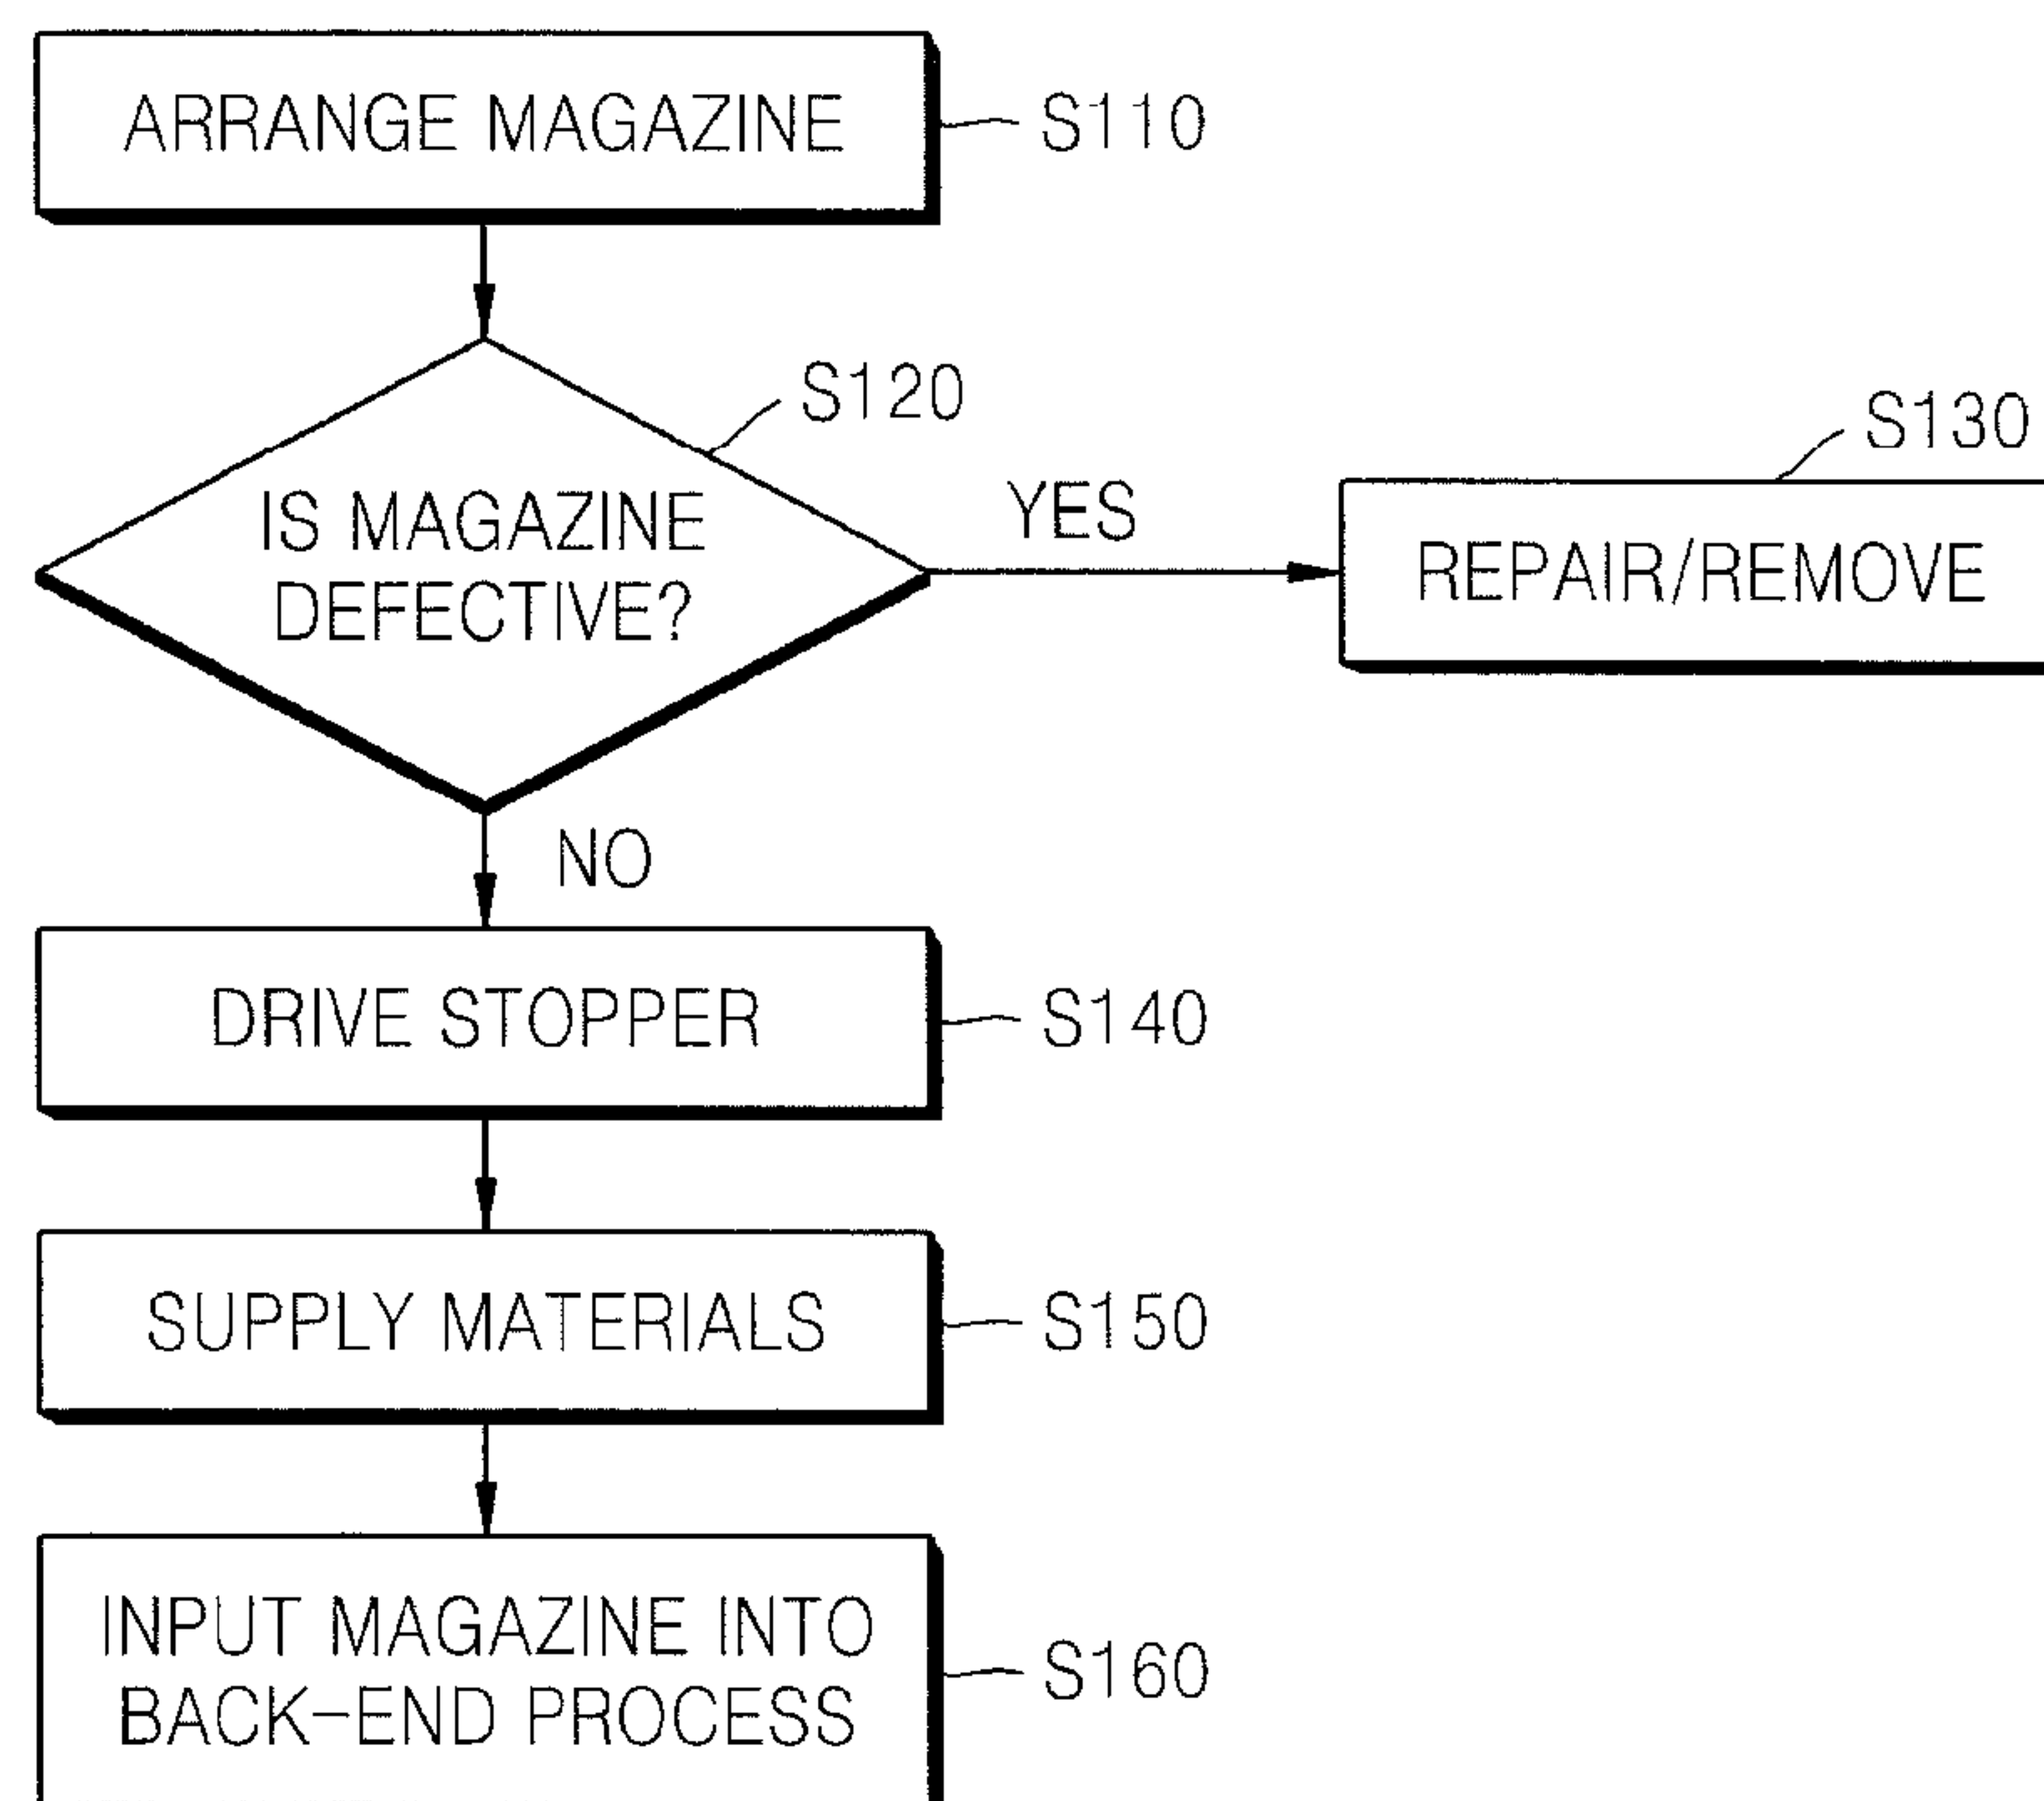 ARRANGE MAGAZINE
S110
S120
IS MAGAZINE
DEFECTIVE?
YES
S130
REPAIR/REMOVE
NO
DRIVE STOPPER
S140
SUPPLY MATERIALS
S150
INPUT MAGAZINE INTO
BACK-END PROCESS
S160